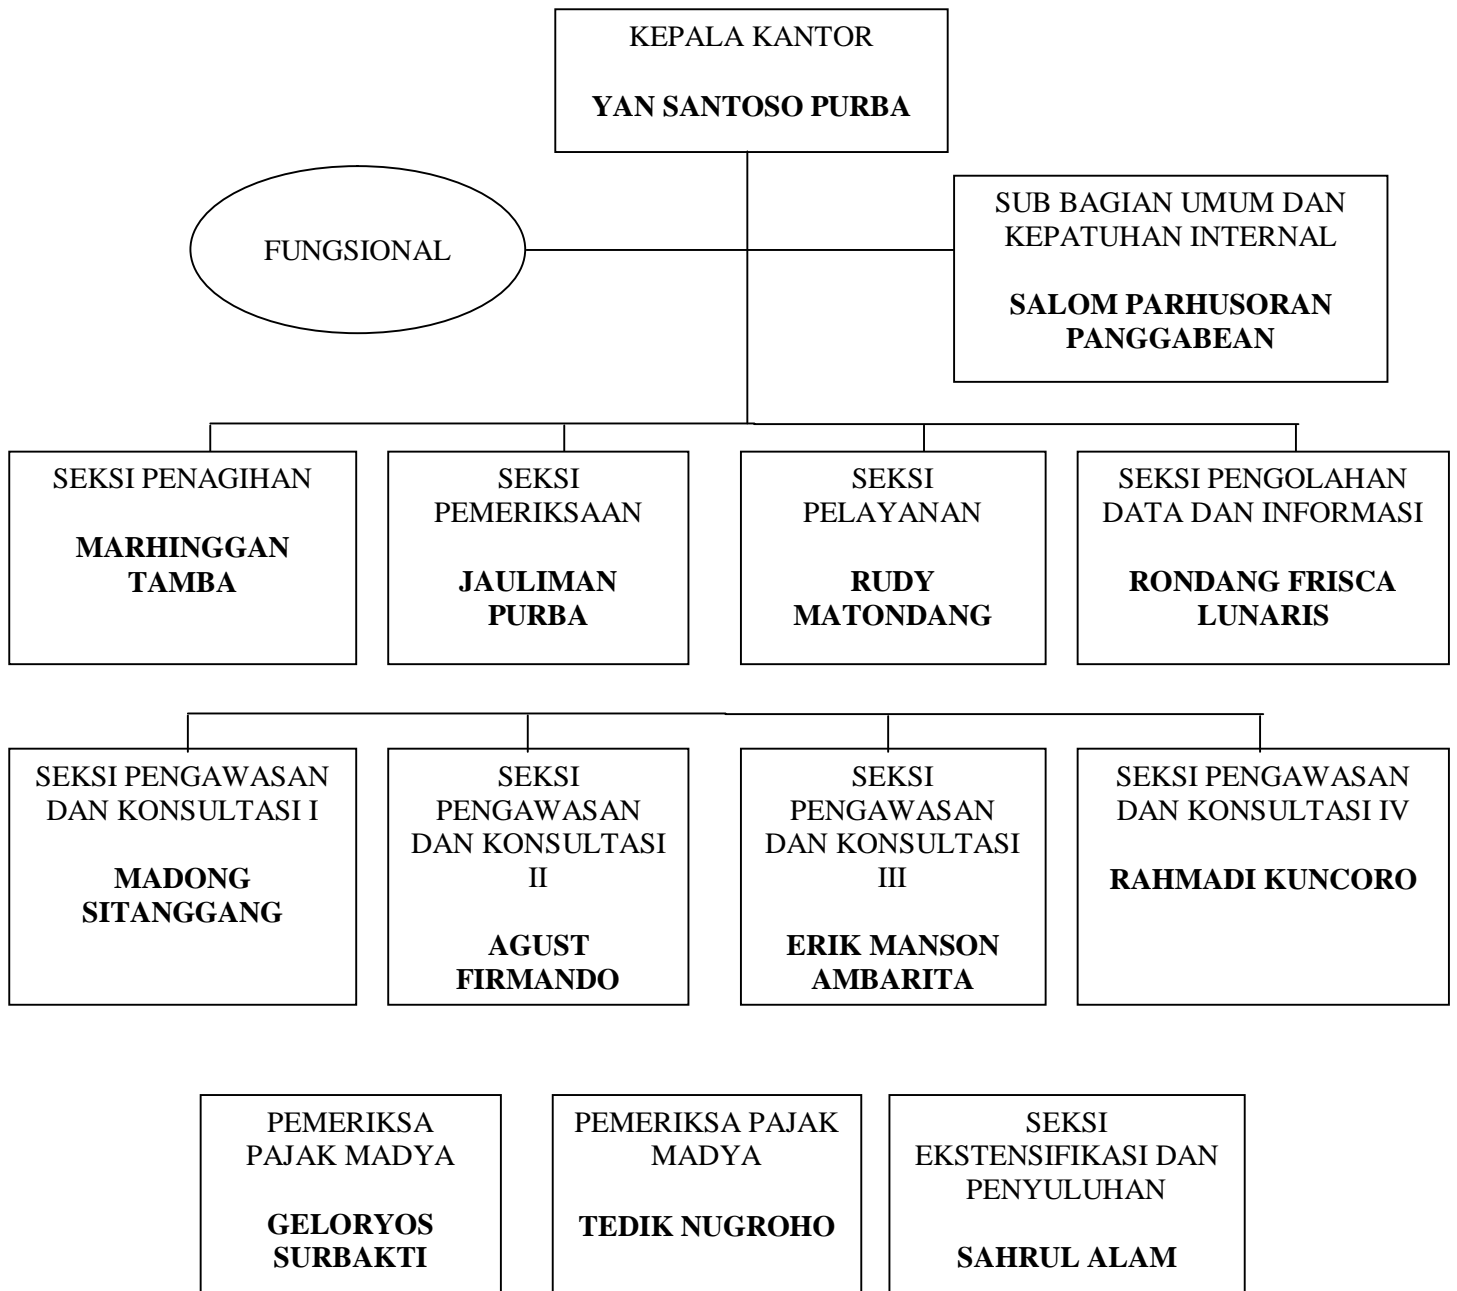 KEPALA KANTOR
YAN SANTOSO PURBA
FUNGSIONAL
SUB BAGIAN UMUM DAN
KEPATUHAN INTERNAL
SALOM PARHUSORAN
PANGGABEAN
SEKSI PENAGIHAN
MARHINGGAN
TAMBA
SEKSI
PEMERIKSAAN
JAULIMAN
PURBA
SEKSI
PELAYANAN
RUDY
MATONDANG
SEKSI PENGOLAHAN
DATA DAN INFORMASI
RONDANG FRISCA
LUNARIS
SEKSI PENGAWASAN
DAN KONSULTASI I
MADONG
SITANGGANG
SEKSI
PENGAWASAN
DAN KONSULTASI
II
AGUST
FIRMANDO
SEKSI
PENGAWASAN
DAN KONSULTASI
III
ERIK MANSON
AMBARITA
SEKSI PENGAWASAN
DAN KONSULTASI IV
RAHMADI KUNCORO
PEMERIKSA
PAJAK MADYA
GELORYOS
SURBAKTI
PEMERIKSA PAJAK
MADYA
TEDIK NUGROHO
SEKSI
EKSTENSIFIKASI DAN
PENYULUHAN
SAHRUL ALAM